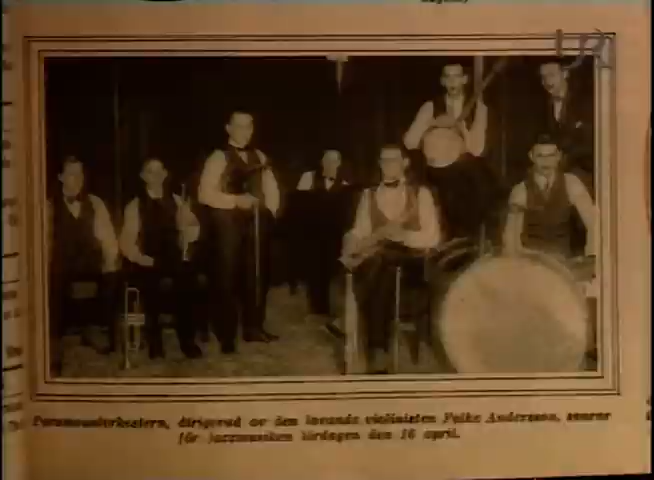 Paramountorkestern, dirigerad av den lovande violinisten Folke Andersson, svarar
för jazzmusiken lördagen den 16 april.